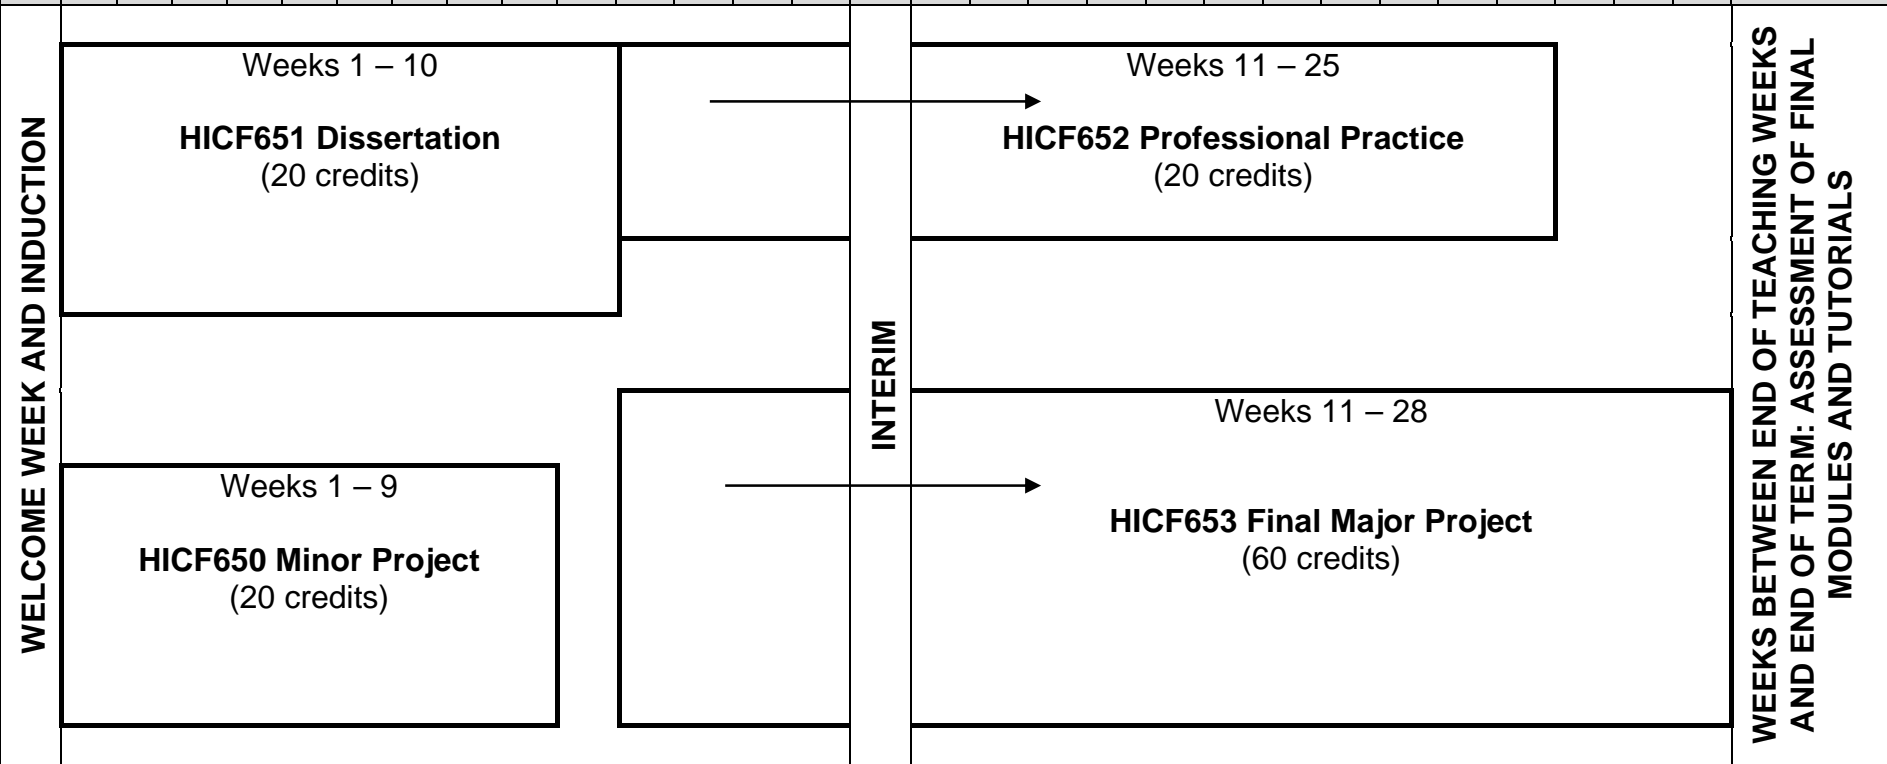 WELCOME WEEK AND INDUCTION
Weeks 1 – 10
HICF651 Dissertation
(20 credits)
Weeks 1 – 9
HICF650 Minor Project
(20 credits)
INTERIM
Weeks 11 – 25
HICF652 Professional Practice
(20 credits)
Weeks 11 – 28
HICF653 Final Major Project
(60 credits)
WEEKS BETWEEN END OF TEACHING WEEKS
AND END OF TERM: ASSESSMENT OF FINAL
MODULES AND TUTORIALS